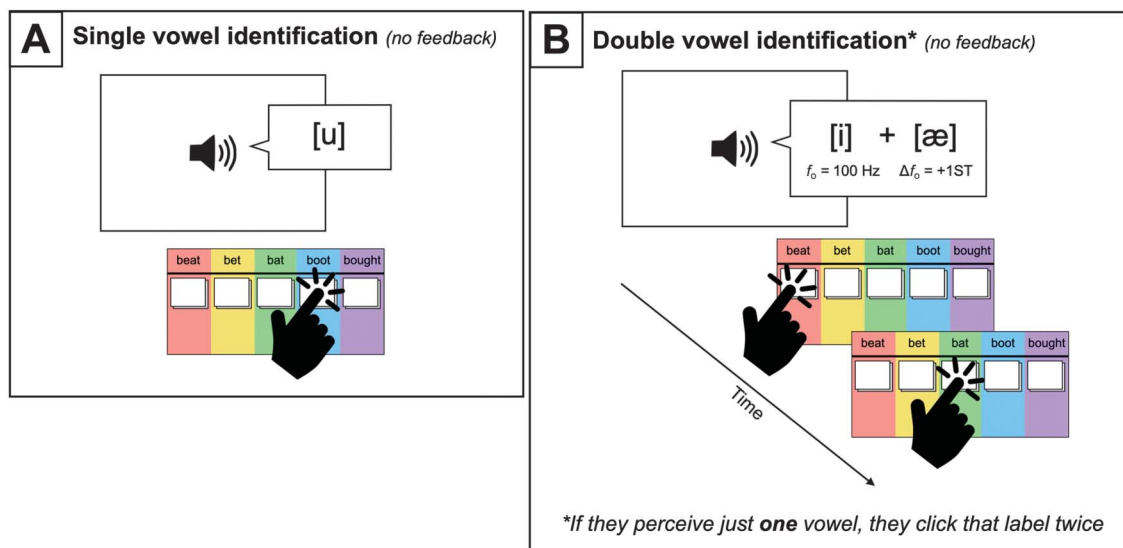 A Single vowel identification (no feedback)
[u]
beat bet bat boot bought
B Double vowel identification* (no feedback)
[i] + [æ]
fₒ = 100 Hz Δfₒ = +1ST
beat bet bat boot bought
beat bet bat boot bought
Time
*If they perceive just one vowel, they click that label twice